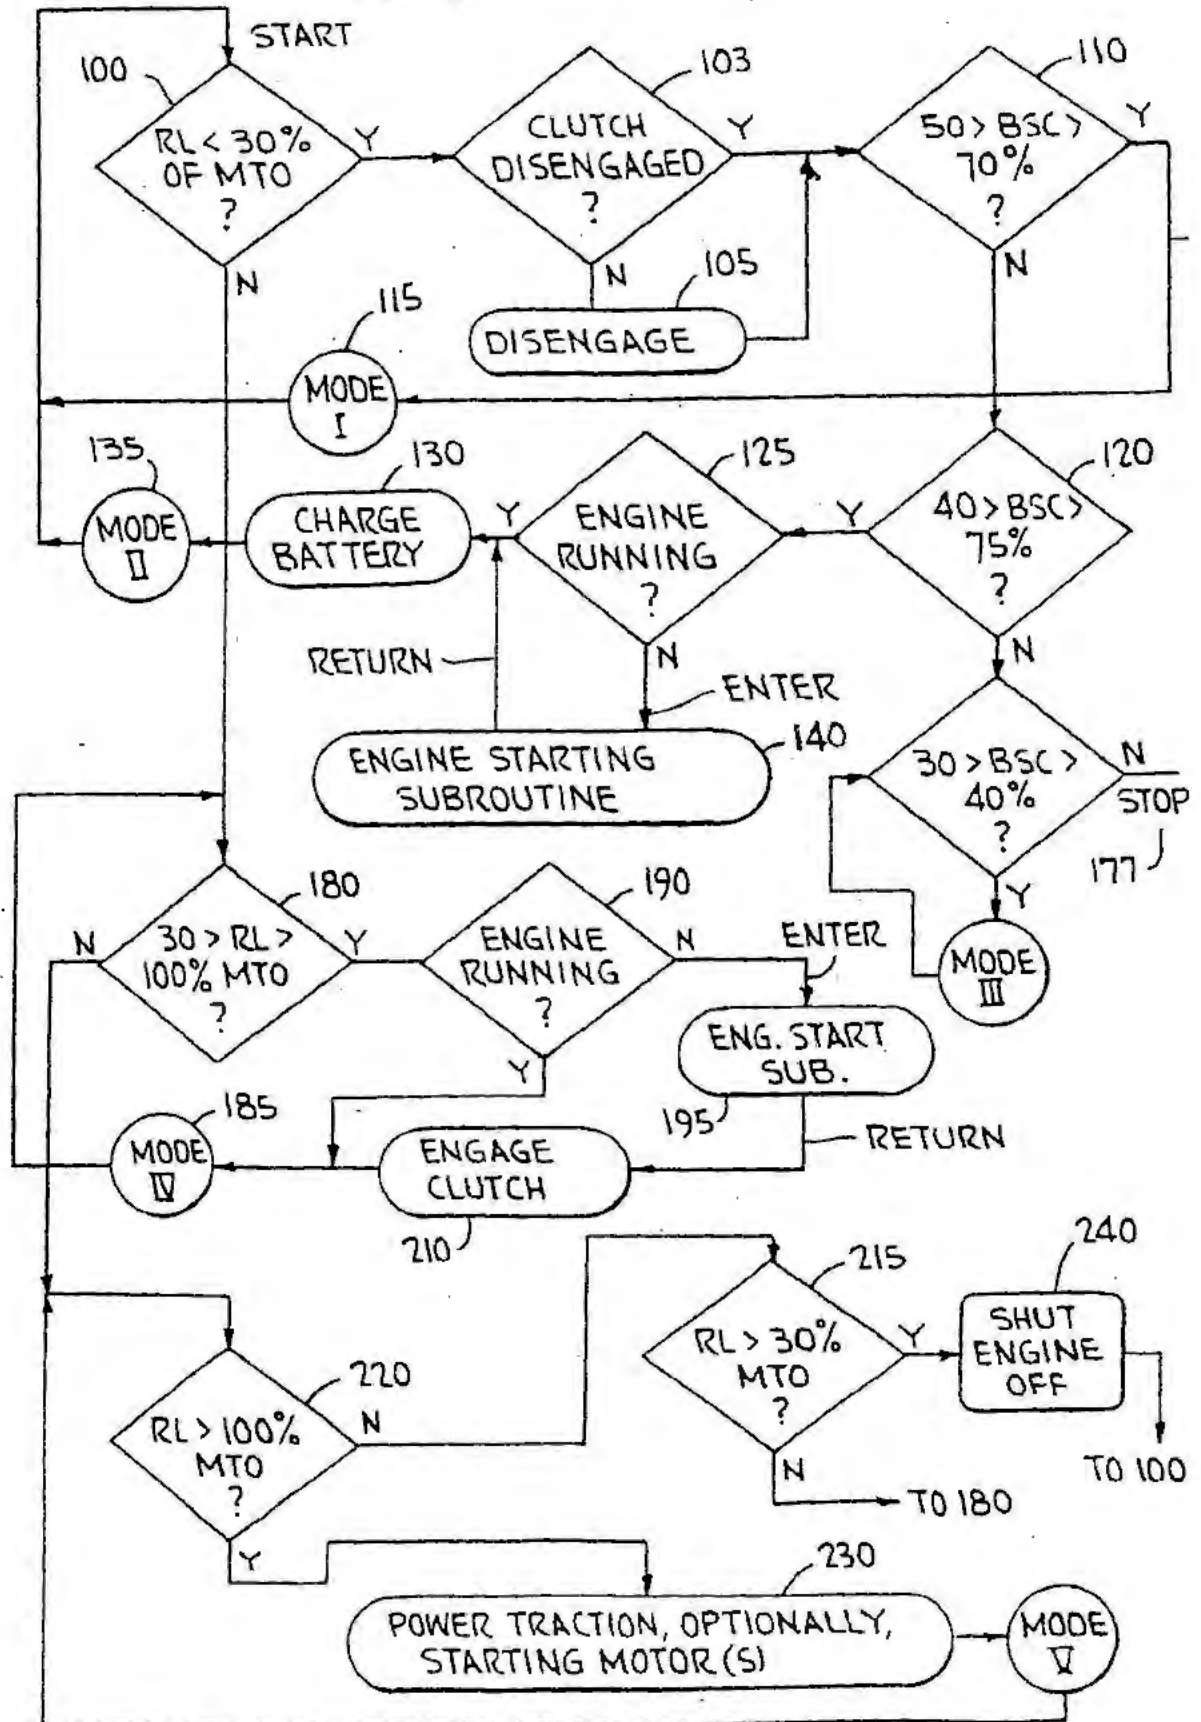 START
100
RL < 30%
OF MTO
?
Y
N
103
CLUTCH
DISENGAGED
?
Y
N
110
50 > BSC >
70%
?
Y
N
105
DISENGAGE
115
MODE
I
135
MODE
II
130
CHARGE
BATTERY
Y
125
ENGINE
RUNNING
?
N
Y
120
40 > BSC >
75%
?
N
RETURN
ENTER
140
ENGINE STARTING
SUBROUTINE
30 > BSC >
40%
?
N
STOP
177
Y
MODE
III
180
N
30 > RL >
100% MTO
?
Y
190
ENGINE
RUNNING
?
N
Y
ENTER
ENG. START
SUB.
195
RETURN
185
MODE
IV
ENGAGE
CLUTCH
210
215
RL > 30%
MTO
?
Y
N
240
SHUT
ENGINE
OFF
TO 100
TO 180
220
RL > 100%
MTO
?
N
Y
230
POWER TRACTION, OPTIONALLY,
STARTING MOTOR(S)
MODE
V